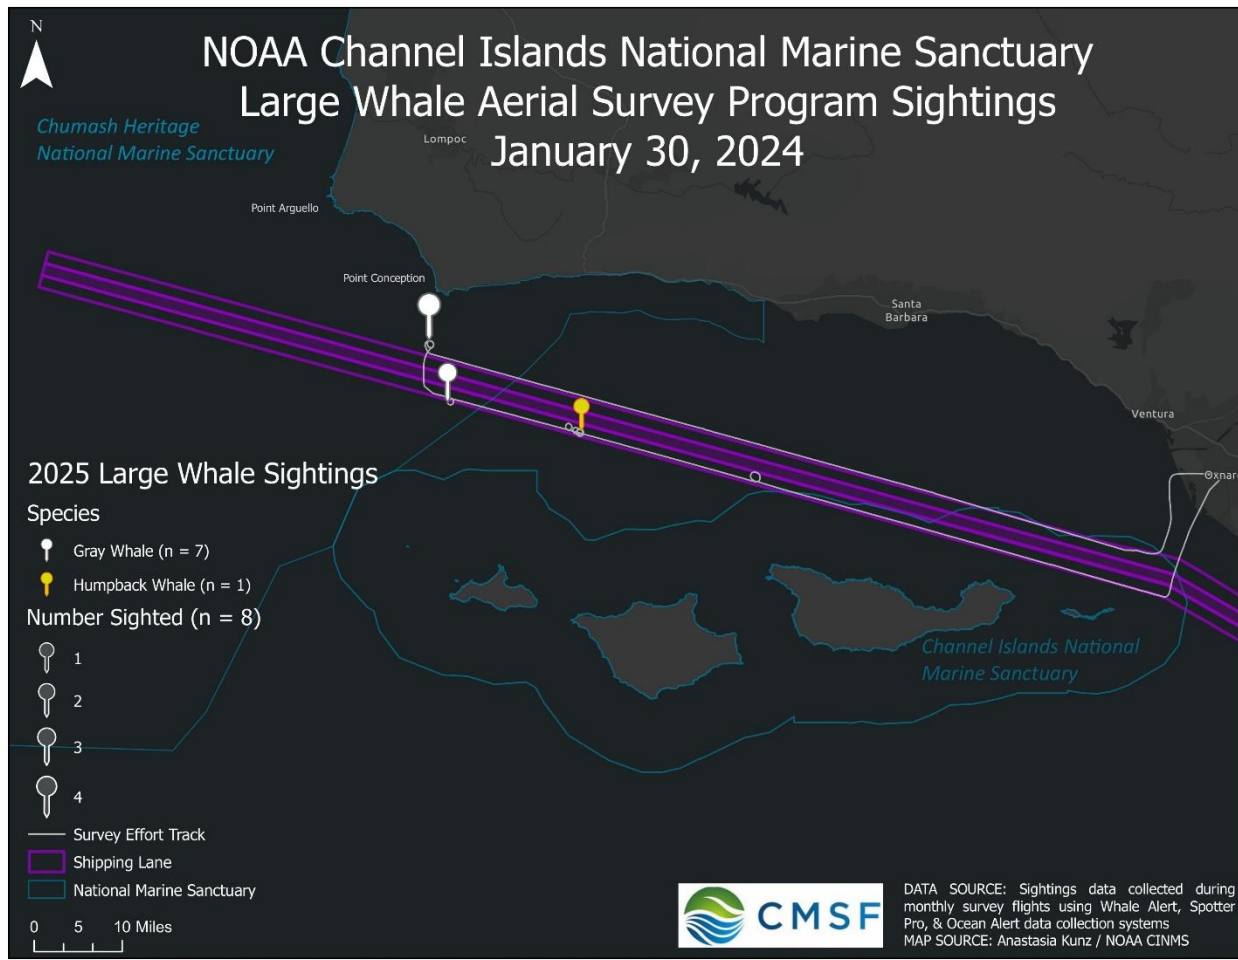 N
NOAA Channel Islands National Marine Sanctuary
Large Whale Aerial Survey Program Sightings
January 30, 2024
Chumash Heritage
National Marine Sanctuary
Lompoc
Point Arguello
Point Conception
Santa
Barbara
Ventura
Oxnar
2025 Large Whale Sightings
Species
Gray Whale (n = 7)
Humpback Whale (n = 1)
Number Sighted (n = 8)
1
2
3
4
Survey Effort Track
Shipping Lane
National Marine Sanctuary
0 5 10 Miles
Channel Islands National
Marine Sanctuary
CMSF
DATA SOURCE: Sightings data collected during
monthly survey flights using Whale Alert, Spotter
Pro, & Ocean Alert data collection systems
MAP SOURCE: Anastasia Kunz / NOAA CINMS